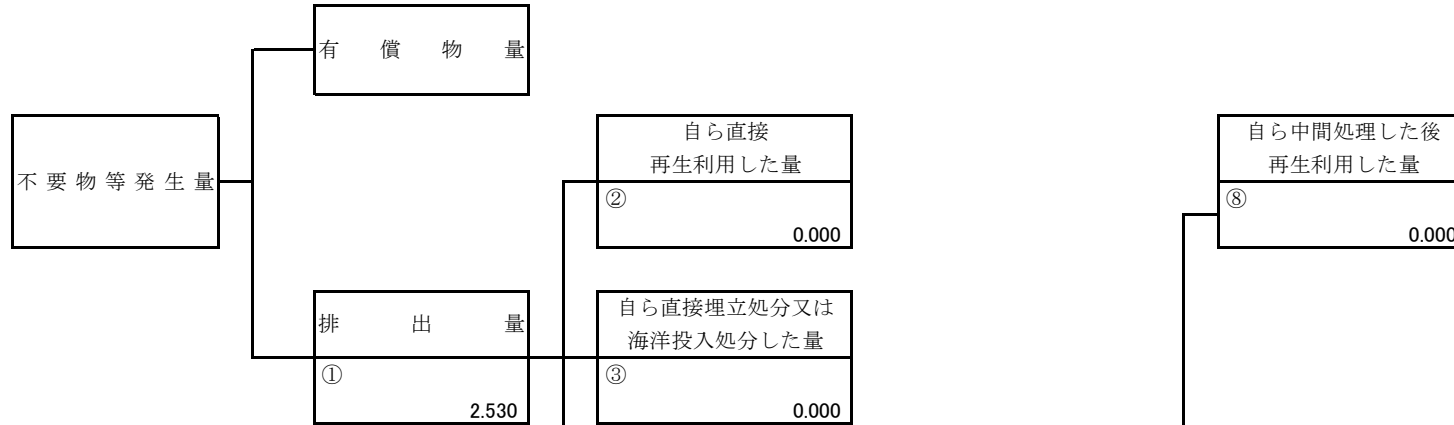 有償物量
不要物等発生量
自ら直接
再生利用した量
②
0.000
自ら中間処理した後
再生利用した量
⑧
0.000
排出量
①
2.530
自ら直接埋立処分又は
海洋投入処分した量
③
0.000